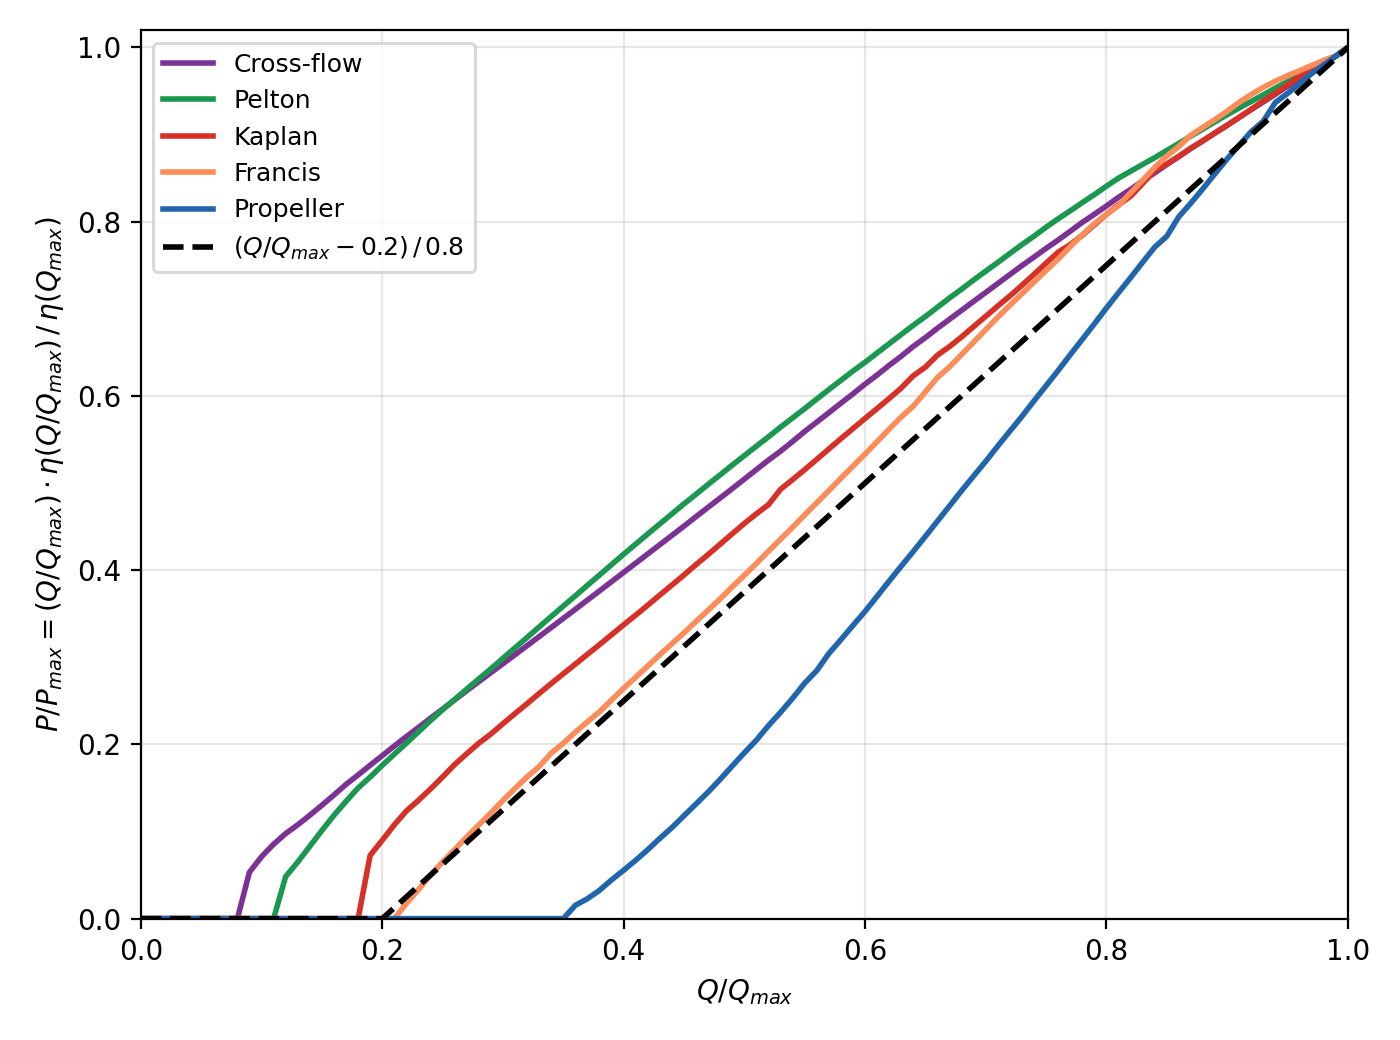 1.0
0.8
0.6
0.4
0.2
0.0
P/P_max = (Q/Q_max) · η(Q/Q_max) / η(Q_max)
Cross-flow
Pelton
Kaplan
Francis
Propeller
(Q/Q_max − 0.2) / 0.8
0.0 0.2 0.4 0.6 0.8 1.0
Q/Q_max